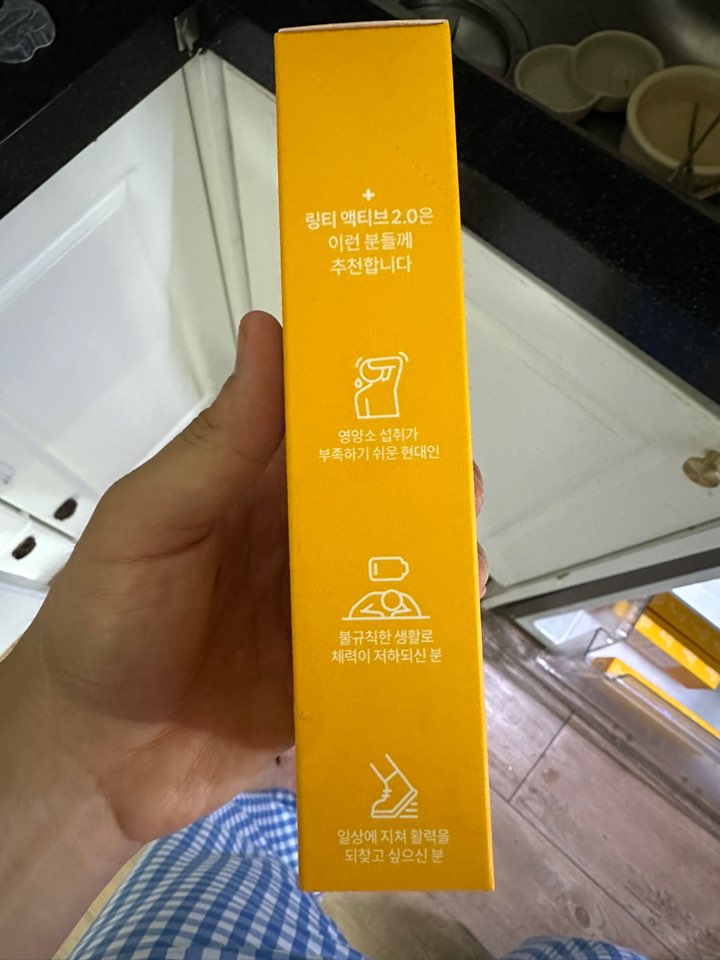 링티 액티브2.0은
이런 분들께
추천합니다
영양소 섭취가
부족하기 쉬운 현대인
불규칙한 생활로
체력이 저하되신 분
일상에 지쳐 활력을
되찾고 싶으신 분